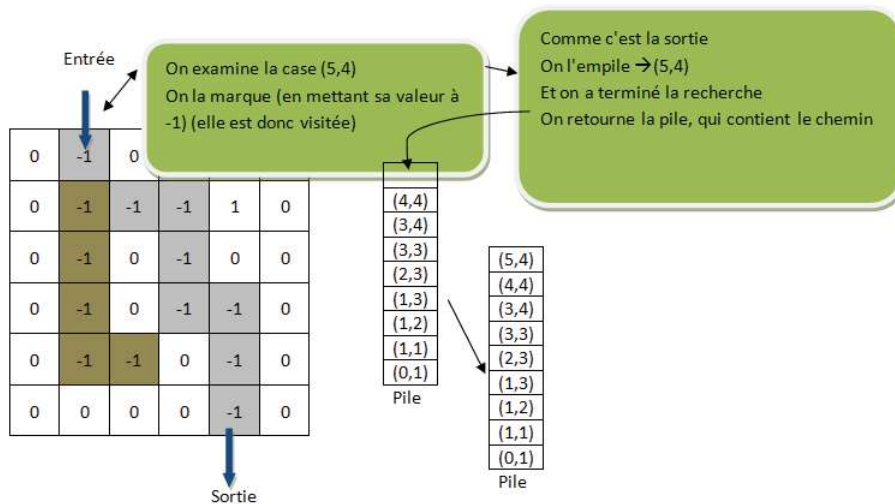 Entrée
On examine la case (5,4)
On la marque (en mettant sa valeur à
-1) (elle est donc visitée)
Comme c'est la sortie
On l'empile →(5,4)
Et on a terminé la recherche
On retourne la pile, qui contient le chemin
0 -1 0
0 -1 -1 -1 1 0
0 -1 0 -1 0 0
0 -1 0 -1 -1 0
0 -1 -1 0 -1 0
0 0 0 0 -1 0
Sortie
(4,4)
(3,4)
(3,3)
(2,3)
(1,3)
(1,2)
(1,1)
(0,1)
Pile
(5,4)
(4,4)
(3,4)
(3,3)
(2,3)
(1,3)
(1,2)
(1,1)
(0,1)
Pile